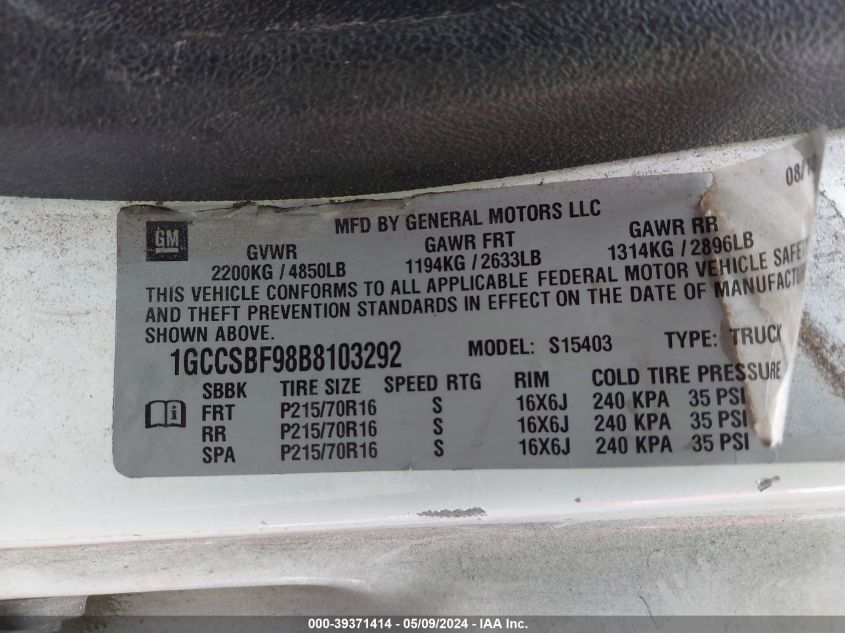 08/
MFD BY GENERAL MOTORS LLC
GM
GVWR GAWR FRT GAWR RR
2200KG / 4850LB 1194KG / 2633LB 1314KG / 2896LB
THIS VEHICLE CONFORMS TO ALL APPLICABLE FEDERAL MOTOR VEHICLE SAFETY
AND THEFT PREVENTION STANDARDS IN EFFECT ON THE DATE OF MANUFACTUR
SHOWN ABOVE.
1GCCSBF98B8103292 MODEL: S15403 TYPE: TRUCK
SBBK TIRE SIZE SPEED RTG RIM COLD TIRE PRESSURE
FRT P215/70R16 S 16X6J 240 KPA 35 PSI
RR P215/70R16 S 16X6J 240 KPA 35 PSI
SPA P215/70R16 S 16X6J 240 KPA 35 PSI
000-39371414 - 05/09/2024 - IAA Inc.